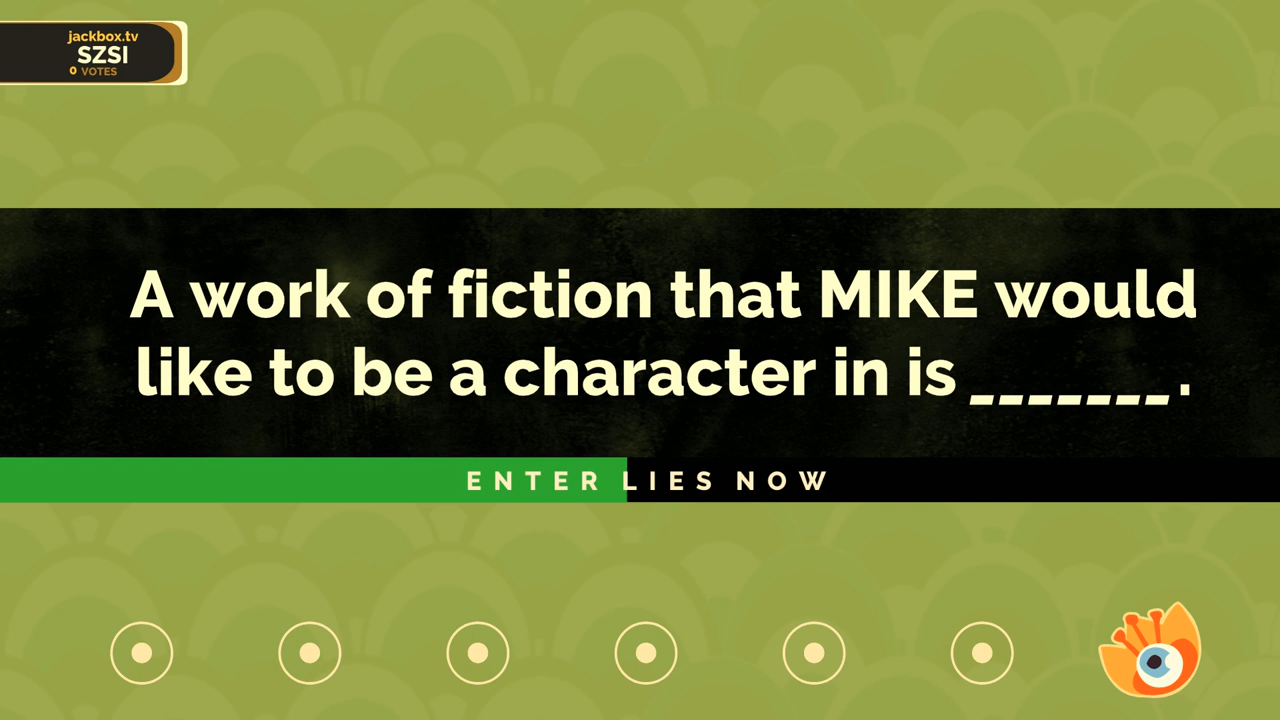 jackbox.tv
SZSI
0 VOTES
A work of fiction that MIKE would
like to be a character in is _______.
ENTER LIES NOW